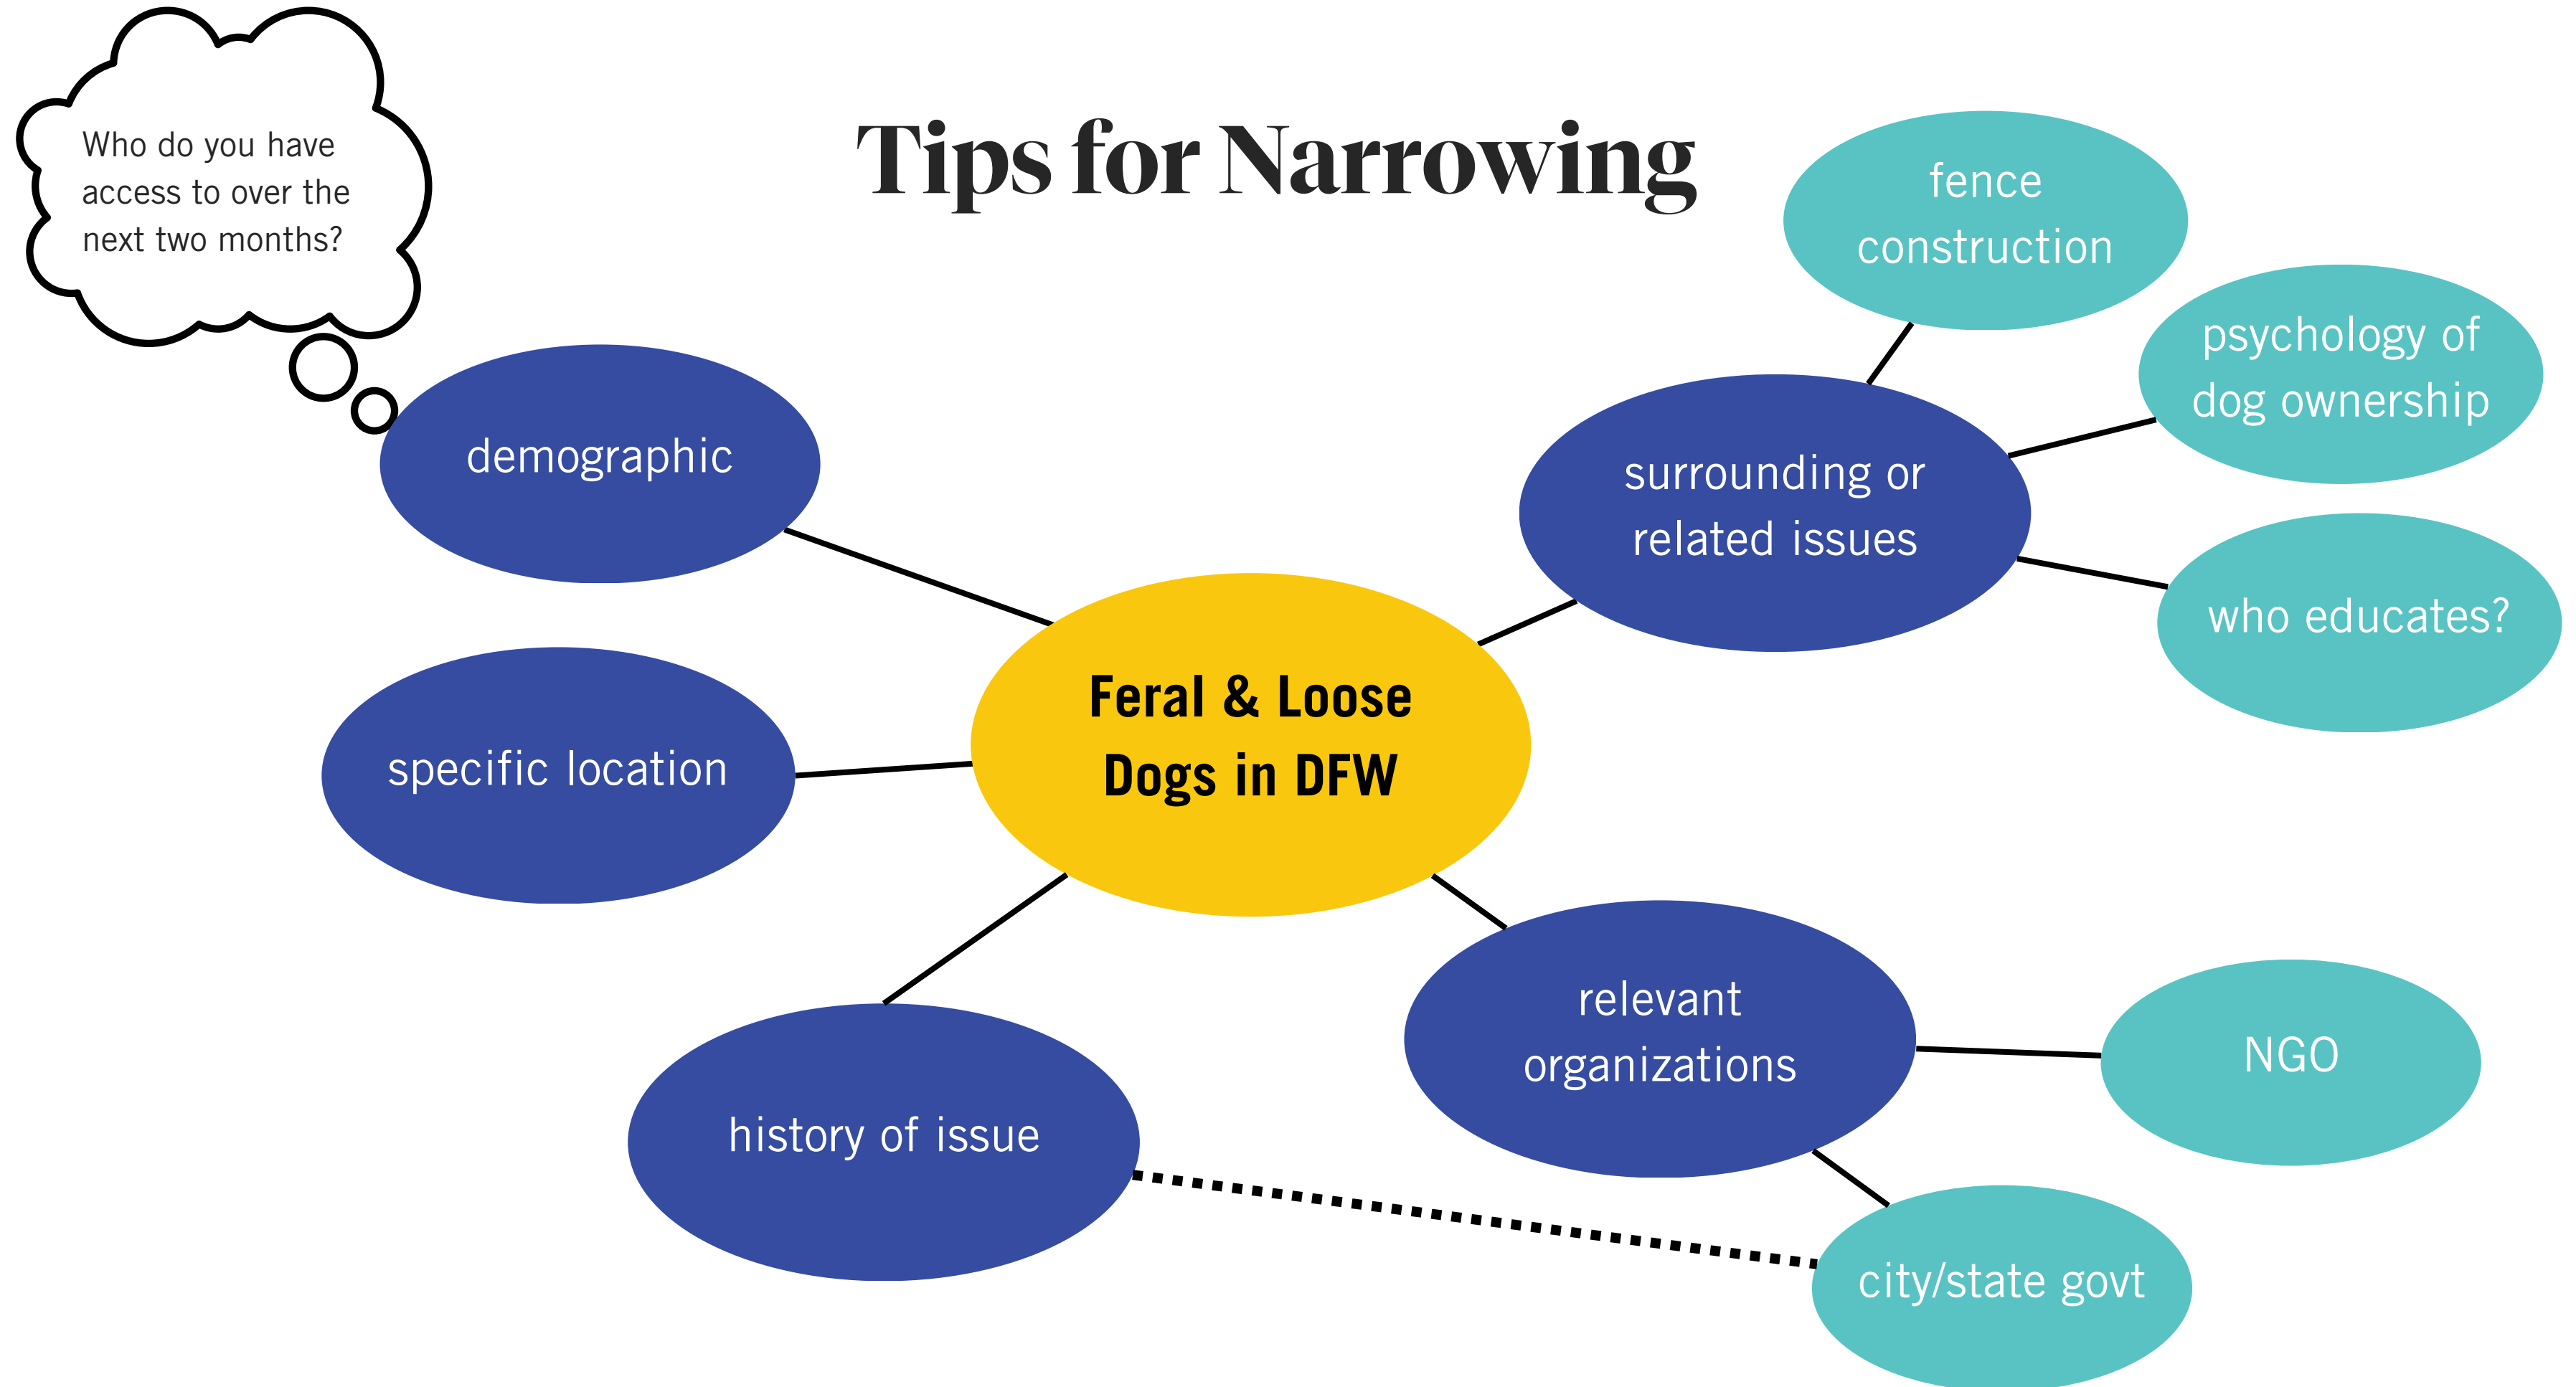 Who do you have
access to over the
next two months?
Tips for Narrowing
fence
construction
psychology of
dog ownership
demographic
surrounding or
related issues
who educates?
Feral & Loose
Dogs in DFW
specific location
relevant
organizations
NGO
history of issue
city/state govt